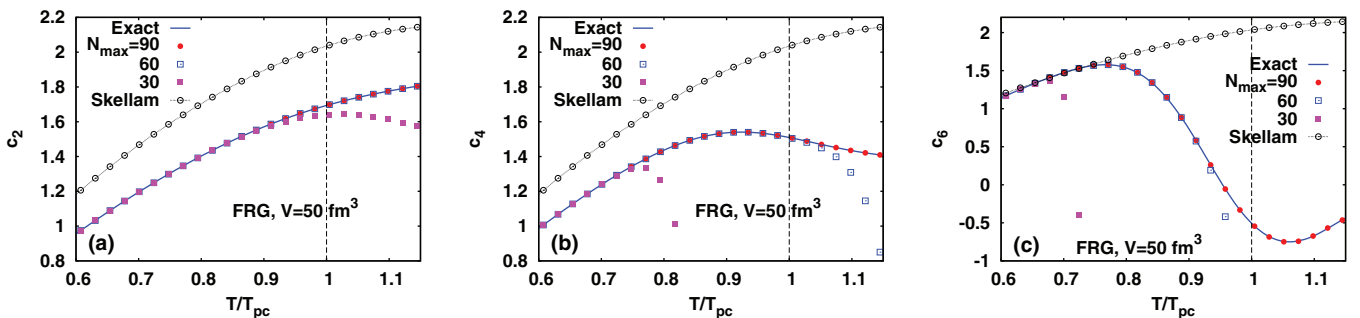 2.2
2
1.8
1.6
1.4
1.2
1
0.8
c2
Exact
Nmax=90
60
30
Skellam
FRG, V=50 fm3
(a)
0.6 0.7 0.8 0.9 1 1.1
T/Tpc
2.2
2
1.8
1.6
1.4
1.2
1
0.8
c4
Exact
Nmax=90
60
30
Skellam
FRG, V=50 fm3
(b)
0.6 0.7 0.8 0.9 1 1.1
T/Tpc
2
1.5
1
0.5
0
-0.5
-1
c6
Exact
Nmax=90
60
30
Skellam
(c)
FRG, V=50 fm3
0.6 0.7 0.8 0.9 1 1.1
T/Tpc